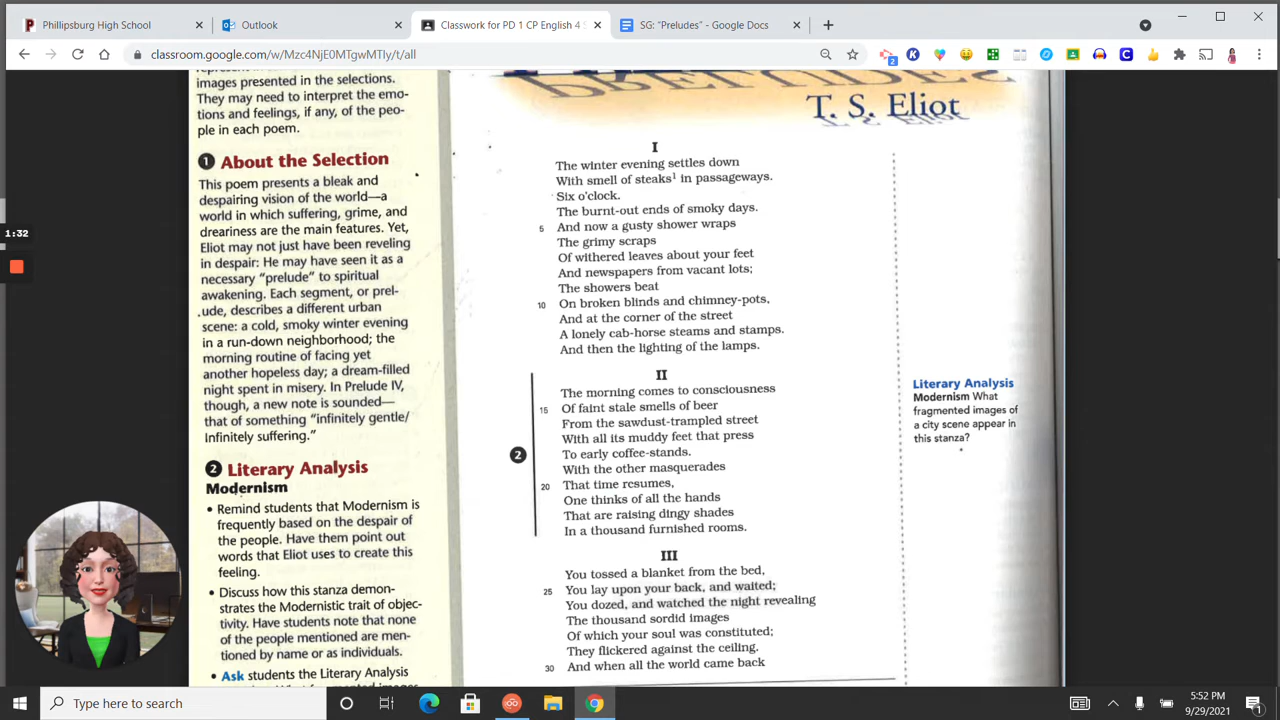 Phillipsburg High School
Outlook
Classwork for PD 1 CP English 4
SG: "Preludes" - Google Docs
classroom.google.com/w/Mzc4NjE0MTgwMTIy/t/all
2
1:32
images presented in the selections.
They may need to interpret the emo-
tions and feelings, if any, of the peo-
ple in each poem.
1 About the Selection
This poem presents a bleak and
despairing vision of the world—a
world in which suffering, grime, and
dreariness are the main features. Yet,
Eliot may not just have been reveling
in despair: He may have seen it as a
necessary "prelude" to spiritual
awakening. Each segment, or prel-
ude, describes a different urban
scene: a cold, smoky winter evening
in a run-down neighborhood; the
morning routine of facing yet
another hopeless day; a dream-filled
night spent in misery. In Prelude IV,
though, a new note is sounded—
that of something "infinitely gentle/
Infinitely suffering."
2 Literary Analysis
Modernism
• Remind students that Modernism is
frequently based on the despair of
the people. Have them point out
words that Eliot uses to create this
feeling.
• Discuss how this stanza demon-
strates the Modernistic trait of objec-
tivity. Have students note that none
of the people mentioned are men-
tioned by name or as individuals.
• Ask students the Literary Analysis
T. S. Eliot
I
The winter evening settles down
With smell of steaks¹ in passageways.
Six o'clock.
The burnt-out ends of smoky days.
5 And now a gusty shower wraps
The grimy scraps
Of withered leaves about your feet
And newspapers from vacant lots;
The showers beat
10 On broken blinds and chimney-pots,
And at the corner of the street
A lonely cab-horse steams and stamps.
And then the lighting of the lamps.
II
The morning comes to consciousness
15 Of faint stale smells of beer
From the sawdust-trampled street
With all its muddy feet that press
2 To early coffee-stands.
With the other masquerades
20 That time resumes,
One thinks of all the hands
That are raising dingy shades
In a thousand furnished rooms.
III
You tossed a blanket from the bed,
25 You lay upon your back, and waited;
You dozed, and watched the night revealing
The thousand sordid images
Of which your soul was constituted;
They flickered against the ceiling.
30 And when all the world came back
Literary Analysis
Modernism What
fragmented images of
a city scene appear in
this stanza?
Type here to search
5:52 PM
9/29/2021
1